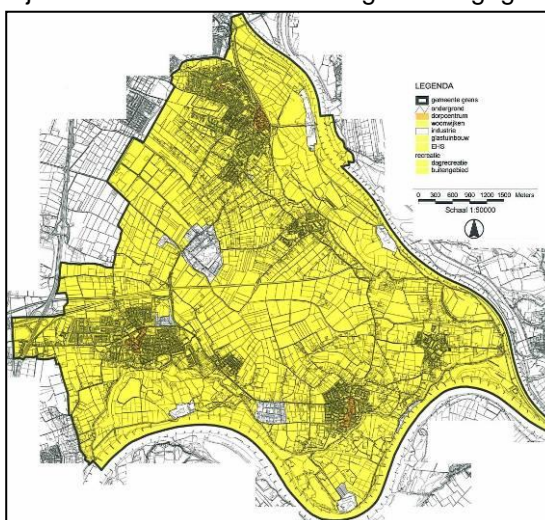 LEGENDA
gemeente grens
ondergrond
dorpcentrum
woonwijken
industrie
glastuinbouw
EHS
recreatie
dagrecreatie
buitengebied
0 300 600 900 1200 1500 Meters
Schaal 1:50000